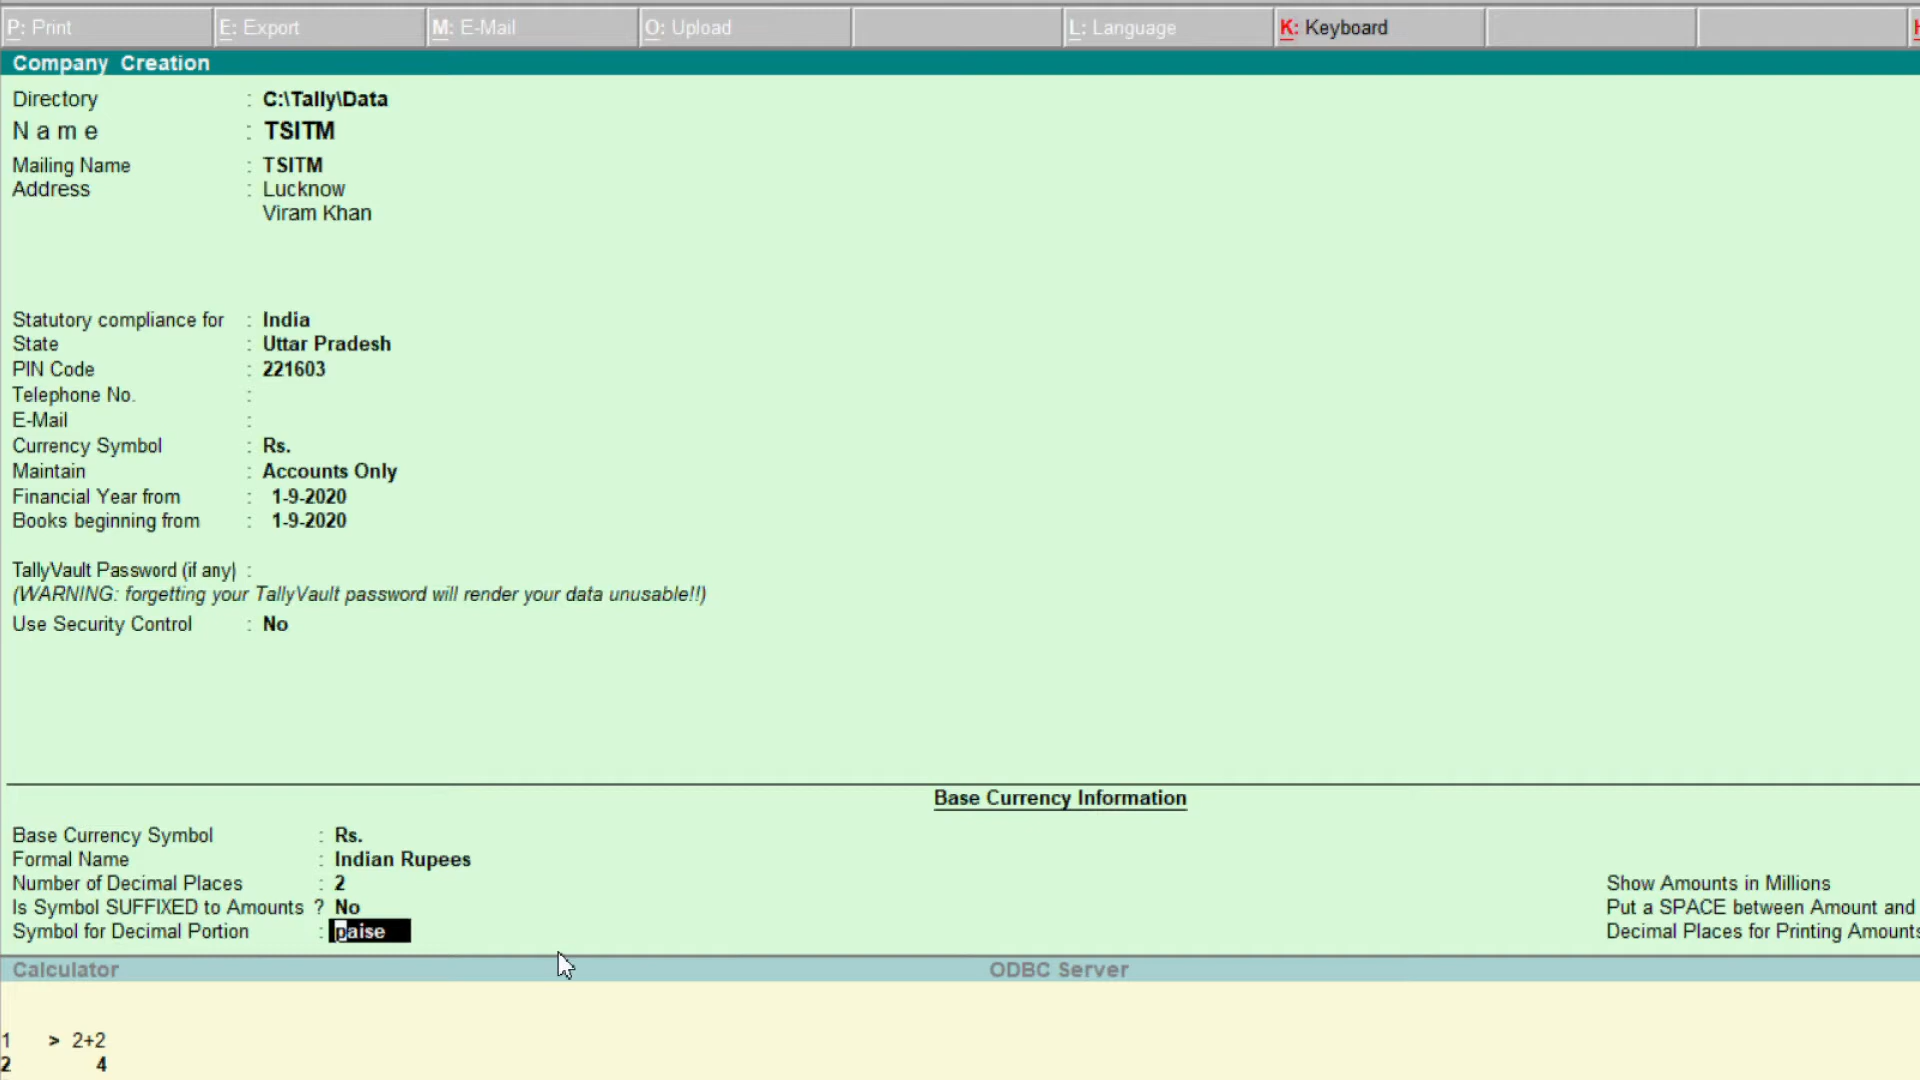 P: Print E: Export M: E-Mail O: Upload L: Language K: Keyboard
Company Creation
Directory : C:\Tally\Data
Name : TSITM
Mailing Name : TSITM
Address : Lucknow
Viram Khan
Statutory compliance for : India
State : Uttar Pradesh
PIN Code : 221603
Telephone No. :
E-Mail :
Currency Symbol : Rs.
Maintain : Accounts Only
Financial Year from : 1-9-2020
Books beginning from : 1-9-2020
TallyVault Password (if any) :
(WARNING: forgetting your TallyVault password will render your data unusable!!)
Use Security Control : No
Base Currency Information
Base Currency Symbol : Rs.
Formal Name : Indian Rupees
Number of Decimal Places : 2 Show Amounts in Millions
Is Symbol SUFFIXED to Amounts ? No Put a SPACE between Amount and
Symbol for Decimal Portion : paise Decimal Places for Printing Amounts
Calculator ODBC Server
1 > 2+2
2 4